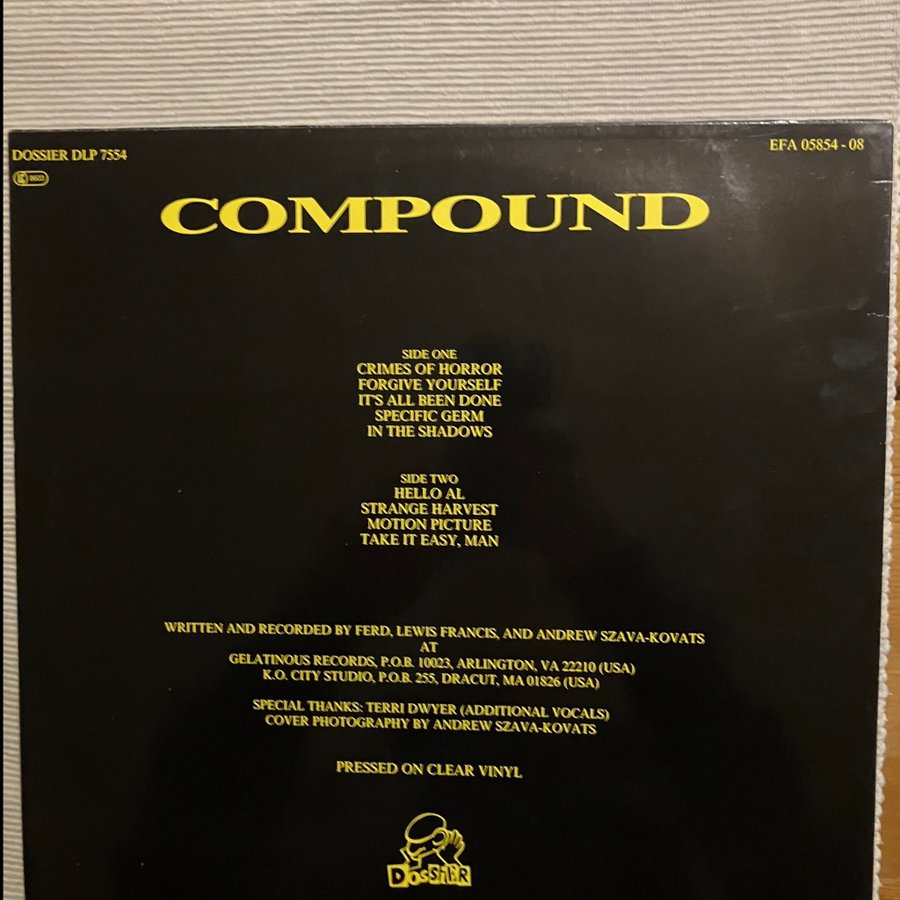 DOSSIER DLP 7554
EFA 05854 - 08
COMPOUND
SIDE ONE
CRIMES OF HORROR
FORGIVE YOURSELF
IT'S ALL BEEN DONE
SPECIFIC GERM
IN THE SHADOWS
SIDE TWO
HELLO AL
STRANGE HARVEST
MOTION PICTURE
TAKE IT EASY, MAN
WRITTEN AND RECORDED BY FERD, LEWIS FRANCIS, AND ANDREW SZAVA-KOVATS
AT
GELATINOUS RECORDS, P.O.B. 10023, ARLINGTON, VA 22210 (USA)
K.O. CITY STUDIO, P.O.B. 255, DRACUT, MA 01826 (USA)
SPECIAL THANKS: TERRI DWYER (ADDITIONAL VOCALS)
COVER PHOTOGRAPHY BY ANDREW SZAVA-KOVATS
PRESSED ON CLEAR VINYL
DOSSIER